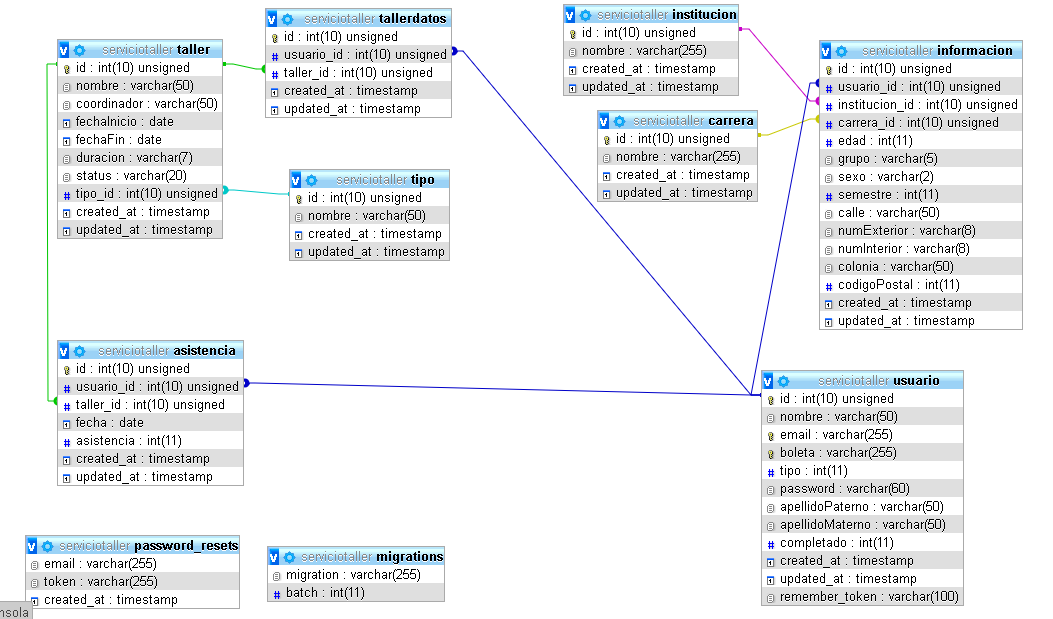 serviciotaller taller
id : int(10) unsigned
nombre : varchar(50)
coordinador : varchar(50)
fechaInicio : date
fechaFin : date
duracion : varchar(7)
status : varchar(20)
tipo_id : int(10) unsigned
created_at : timestamp
updated_at : timestamp
serviciotaller tallerdatos
id : int(10) unsigned
usuario_id : int(10) unsigned
taller_id : int(10) unsigned
created_at : timestamp
updated_at : timestamp
serviciotaller tipo
id : int(10) unsigned
nombre : varchar(50)
created_at : timestamp
updated_at : timestamp
serviciotaller institucion
id : int(10) unsigned
nombre : varchar(255)
created_at : timestamp
updated_at : timestamp
serviciotaller carrera
id : int(10) unsigned
nombre : varchar(255)
created_at : timestamp
updated_at : timestamp
serviciotaller informacion
id : int(10) unsigned
usuario_id : int(10) unsigned
institucion_id : int(10) unsigned
carrera_id : int(10) unsigned
edad : int(11)
grupo : varchar(5)
sexo : varchar(2)
semestre : int(11)
calle : varchar(50)
numExterior : varchar(8)
numInterior : varchar(8)
colonia : varchar(50)
codigoPostal : int(11)
created_at : timestamp
updated_at : timestamp
serviciotaller asistencia
id : int(10) unsigned
usuario_id : int(10) unsigned
taller_id : int(10) unsigned
fecha : date
asistencia : int(11)
created_at : timestamp
updated_at : timestamp
serviciotaller usuario
id : int(10) unsigned
nombre : varchar(50)
email : varchar(255)
boleta : varchar(255)
tipo : int(11)
password : varchar(60)
apellidoPaterno : varchar(50)
apellidoMaterno : varchar(50)
completado : int(11)
created_at : timestamp
updated_at : timestamp
remember_token : varchar(100)
serviciotaller password_resets
email : varchar(255)
token : varchar(255)
created_at : timestamp
serviciotaller migrations
migration : varchar(255)
batch : int(11)
nsola